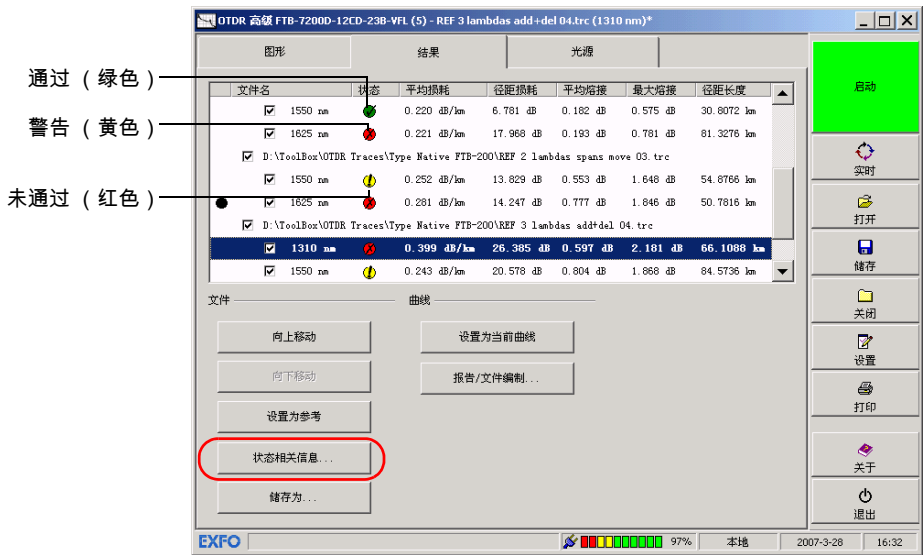 OTDR 高级 FTB-7200D-12CD-23B-VFL (5) - REF 3 lambdas add+del 04.trc (1310 nm)*
图形 结果 光源
通过 （绿色）
警告 （黄色）
未通过 （红色）
文件名 状态 平均损耗 径距损耗 平均熔接 最大熔接 径距长度
1550 nm 0.220 dB/km 6.781 dB 0.182 dB 0.575 dB 30.8072 km
1625 nm 0.221 dB/km 17.968 dB 0.193 dB 0.781 dB 81.3276 km
D:\ToolBox\OTDR Traces\Type Native FTB-200\REF 2 lambdas spans move 03.trc
1550 nm 0.252 dB/km 13.829 dB 0.553 dB 1.648 dB 54.8766 km
1625 nm 0.281 dB/km 14.247 dB 0.777 dB 1.846 dB 50.7816 km
D:\ToolBox\OTDR Traces\Type Native FTB-200\REF 3 lambdas add+del 04.trc
1310 nm 0.399 dB/km 26.385 dB 0.597 dB 2.181 dB 66.1088 km
1550 nm 0.243 dB/km 20.578 dB 0.804 dB 1.868 dB 84.5736 km
文件
向上移动
向下移动
设置为参考
状态相关信息...
储存为...
曲线
设置为当前曲线
报告/文件编制...
启动
实时
打开
储存
关闭
设置
打印
关于
退出
EXFO 97% 本地 2007-3-28 16:32